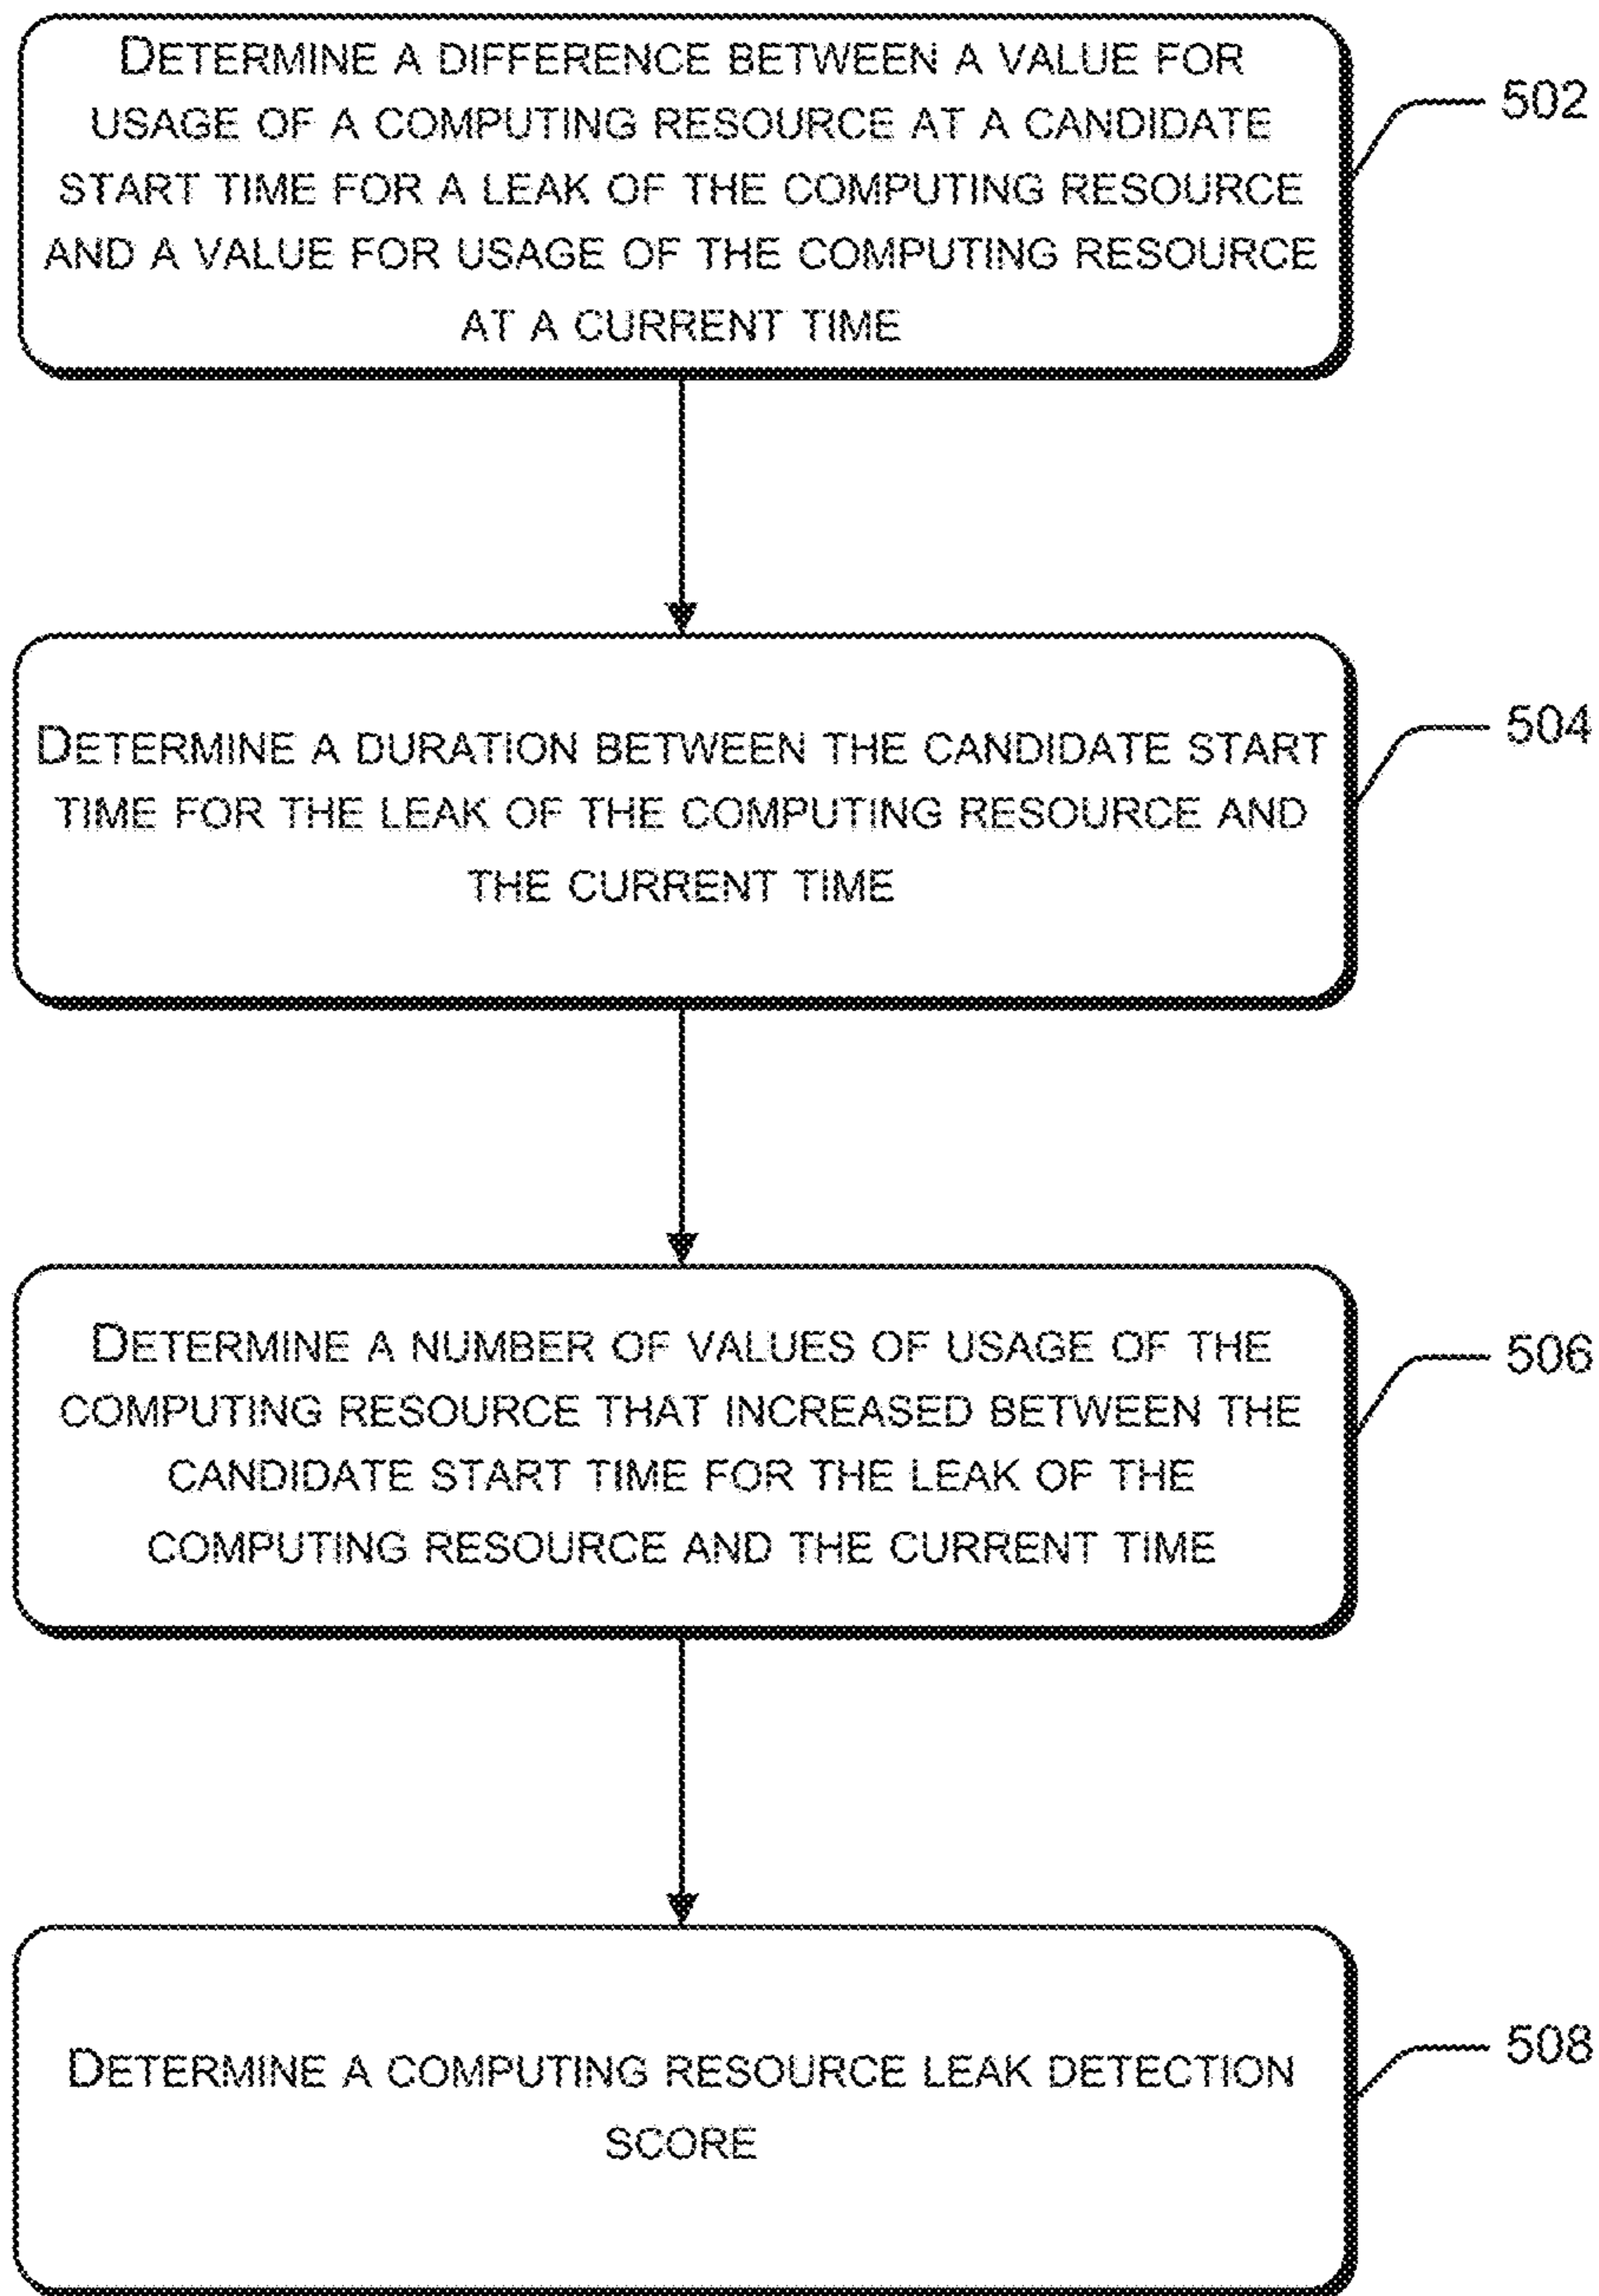 DETERMINE A DIFFERENCE BETWEEN A VALUE FOR
USAGE OF A COMPUTING RESOURCE AT A CANDIDATE
START TIME FOR A LEAK OF THE COMPUTING RESOURCE
AND A VALUE FOR USAGE OF THE COMPUTING RESOURCE
AT A CURRENT TIME
502
DETERMINE A DURATION BETWEEN THE CANDIDATE START
TIME FOR THE LEAK OF THE COMPUTING RESOURCE AND
THE CURRENT TIME
504
DETERMINE A NUMBER OF VALUES OF USAGE OF THE
COMPUTING RESOURCE THAT INCREASED BETWEEN THE
CANDIDATE START TIME FOR THE LEAK OF THE
COMPUTING RESOURCE AND THE CURRENT TIME
506
DETERMINE A COMPUTING RESOURCE LEAK DETECTION
SCORE
508